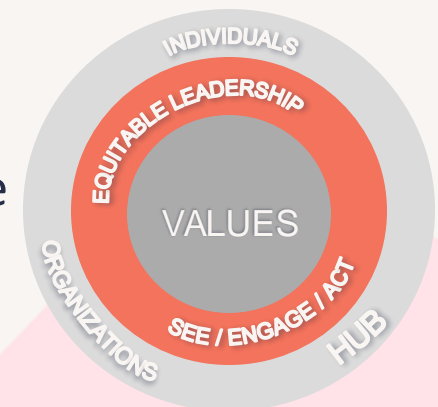 INDIVIDUALS
EQUITABLE LEADERSHIP
VALUES
SEE / ENGAGE / ACT
ORGANIZATIONS
HUB